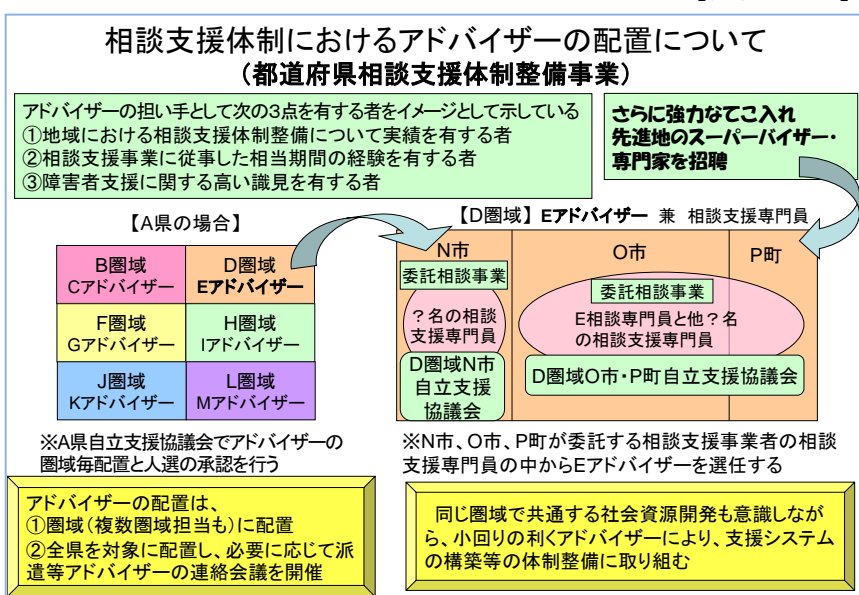 相談支援体制におけるアドバイザーの配置について
（都道府県相談支援体制整備事業）
アドバイザーの担い手として次の3点を有する者をイメージとして示している
①地域における相談支援体制整備について実績を有する者
②相談支援事業に従事した相当期間の経験を有する者
③障害者支援に関する高い識見を有する者
さらに強力なてこ入れ
先進地のスーパーバイザー・
専門家を招聘
【A県の場合】
B圏域
Cアドバイザー
D圏域
Eアドバイザー
F圏域
Gアドバイザー
H圏域
Iアドバイザー
J圏域
Kアドバイザー
L圏域
Mアドバイザー
※A県自立支援協議会でアドバイザーの
圏域毎配置と人選の承認を行う
【D圏域】 Eアドバイザー 兼 相談支援専門員
N市
委託相談事業
？名の相談
支援専門員
D圏域N市
自立支援
協議会
O市
P町
委託相談事業
E相談専門員と他？名
の相談支援専門員
D圏域O市・P町自立支援協議会
※N市、O市、P町が委託する相談支援事業者の相談
支援専門員の中からEアドバイザーを選任する
アドバイザーの配置は、
①圏域（複数圏域担当も）に配置
②全県を対象に配置し、必要に応じて派
遣等アドバイザーの連絡会議を開催
同じ圏域で共通する社会資源開発も意識しなが
ら、小回りの利くアドバイザーにより、支援システム
の構築等の体制整備に取り組む